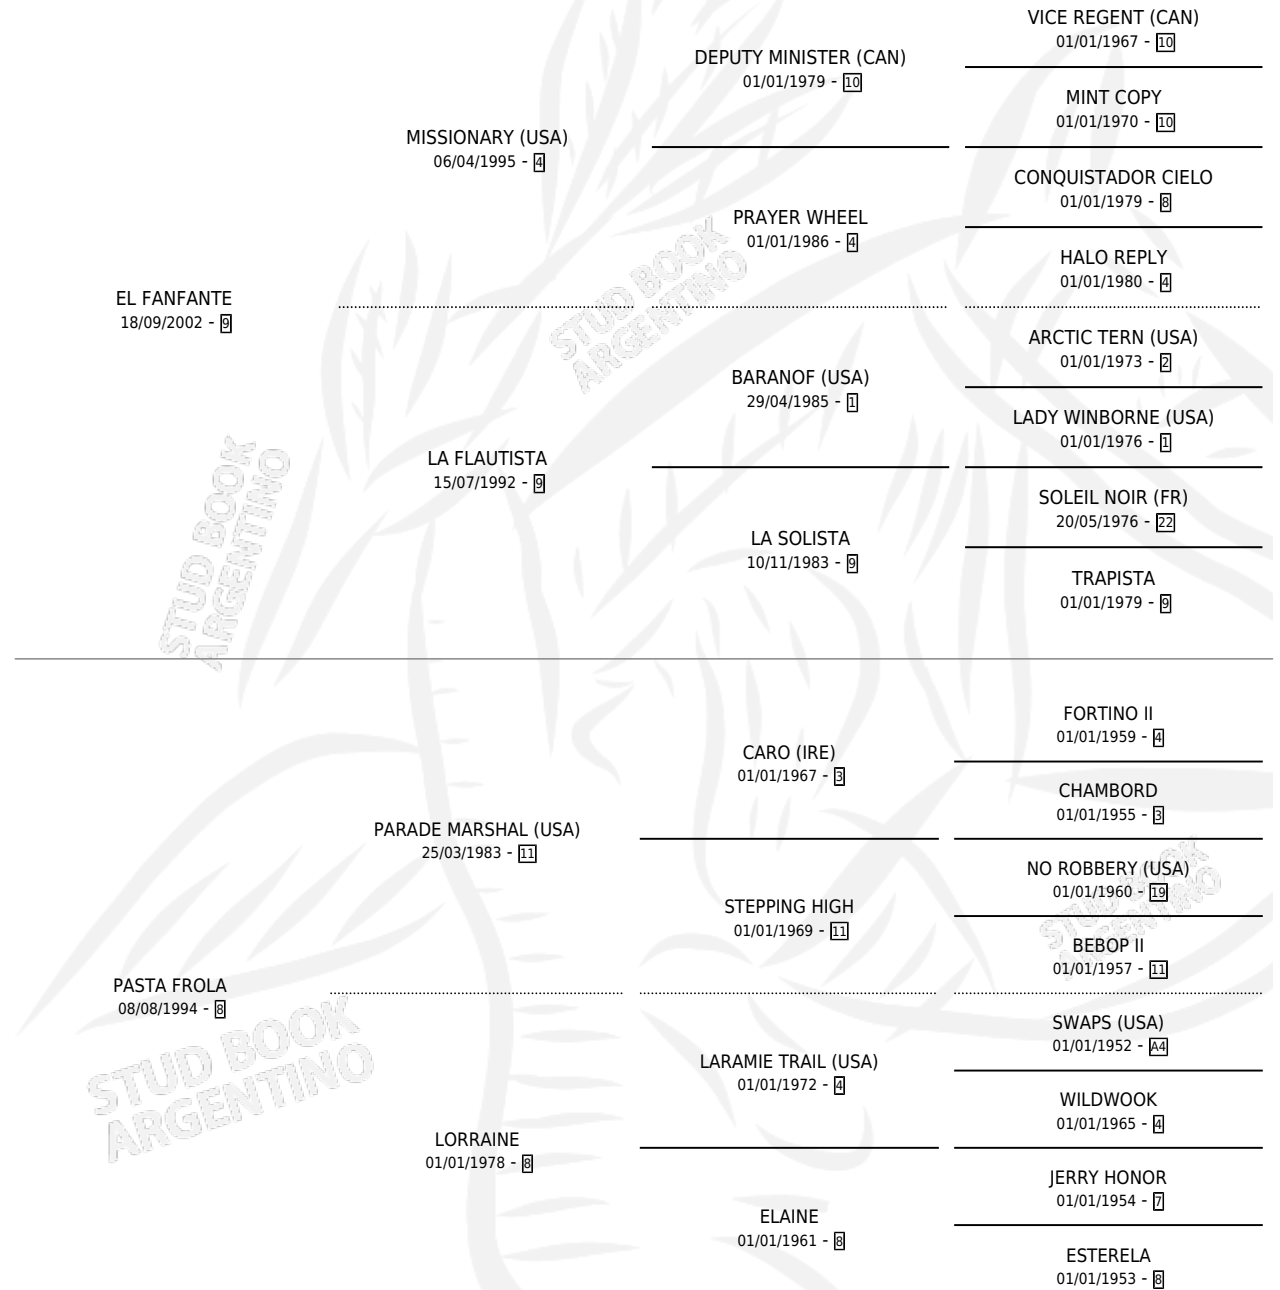 VICE REGENT (CAN)
01/01/1967 - 10
DEPUTY MINISTER (CAN)
01/01/1979 - 10
MINT COPY
01/01/1970 - 10
MISSIONARY (USA)
06/04/1995 - 4
CONQUISTADOR CIELO
01/01/1979 - 8
PRAYER WHEEL
01/01/1986 - 4
HALO REPLY
01/01/1980 - 4
EL FANFANTE
18/09/2002 - 9
ARCTIC TERN (USA)
01/01/1973 - 2
BARANOF (USA)
29/04/1985 - 1
LADY WINBORNE (USA)
01/01/1976 - 1
LA FLAUTISTA
15/07/1992 - 9
SOLEIL NOIR (FR)
20/05/1976 - 22
LA SOLISTA
10/11/1983 - 9
TRAPISTA
01/01/1979 - 9
STUD BOOK
ARGENTINO
STUD BOOK
ARGENTINO
FORTINO II
01/01/1959 - 4
CARO (IRE)
01/01/1967 - 3
CHAMBORD
01/01/1955 - 3
PARADE MARSHAL (USA)
25/03/1983 - 11
NO ROBBERY (USA)
01/01/1960 - 19
STEPPING HIGH
01/01/1969 - 11
BEBOP II
01/01/1957 - 11
PASTA FROLA
08/08/1994 - 8
SWAPS (USA)
01/01/1952 - A4
LARAMIE TRAIL (USA)
01/01/1972 - 4
WILDWOOK
01/01/1965 - 4
LORRAINE
01/01/1978 - 8
JERRY HONOR
01/01/1954 - 7
ELAINE
01/01/1961 - 8
ESTERELA
01/01/1953 - 8
STUD BOOK
ARGENTINO
STUD BOOK
ARGENTINO